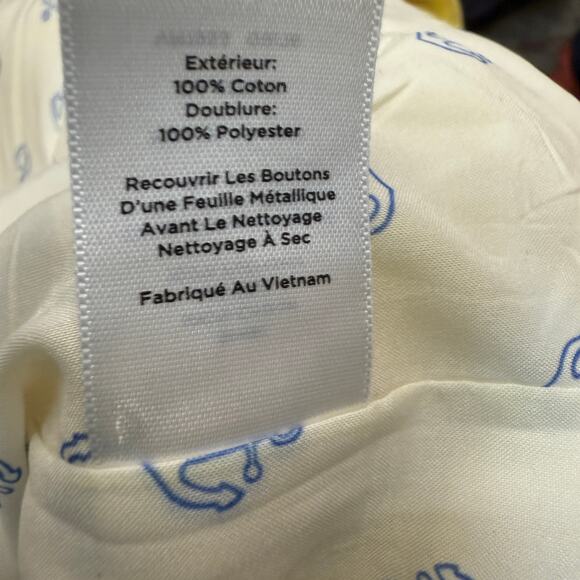 Extérieur:
100% Coton
Doublure:
100% Polyester
Recouvrir Les Boutons
D'une Feuille Métallique
Avant Le Nettoyage
Nettoyage À Sec
Fabriqué Au Vietnam